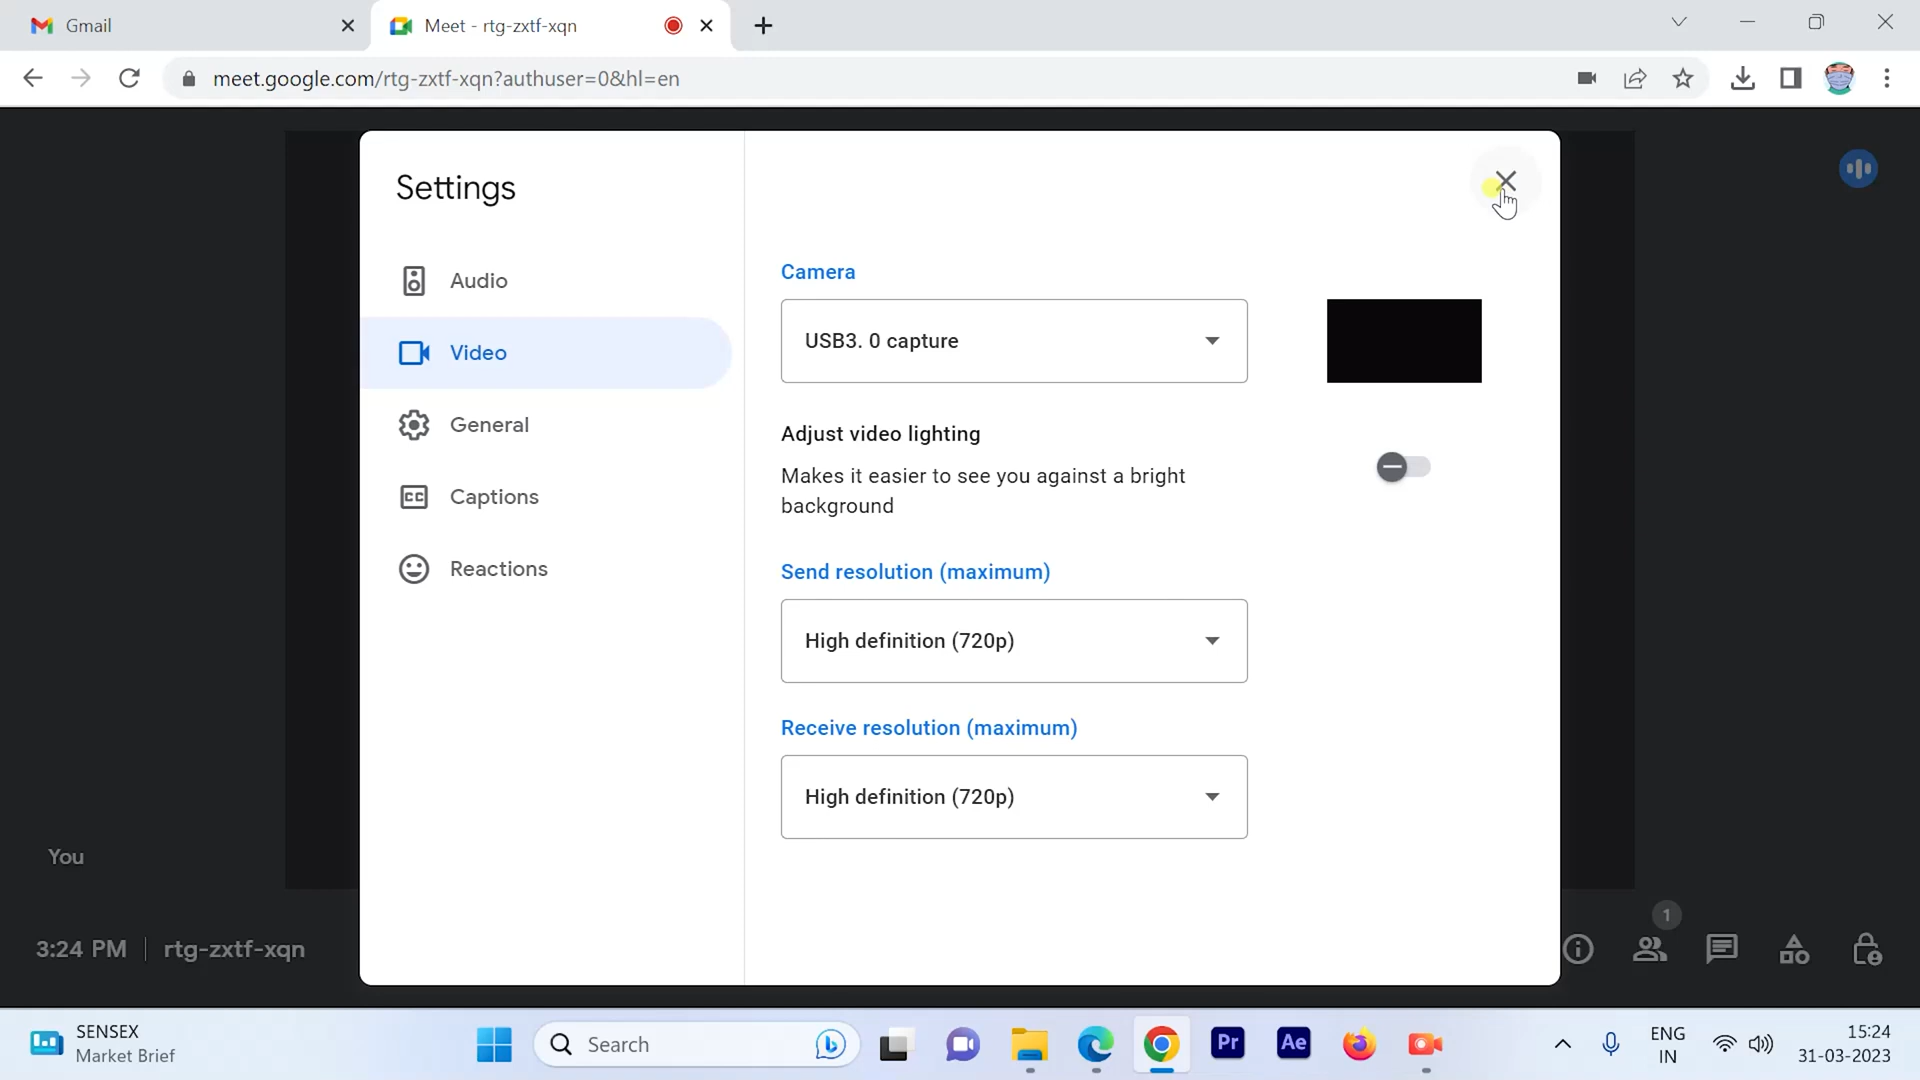 Gmail
Meet - rtg-zxtf-xqn
meet.google.com/rtg-zxtf-xqn?authuser=0&hl=en
Settings
Audio
Video
General
Captions
Reactions
Camera
USB3. 0 capture
Adjust video lighting
Makes it easier to see you against a bright
background
Send resolution (maximum)
High definition (720p)
Receive resolution (maximum)
High definition (720p)
You
3:24 PM | rtg-zxtf-xqn
1
SENSEX
Market Brief
Search
Pr
Ae
ENG
IN
15:24
31-03-2023